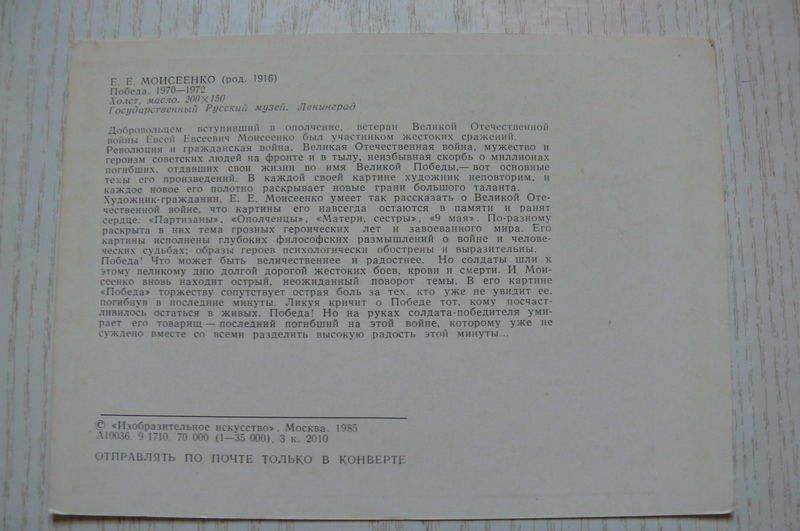 Е. Е. МОИСЕЕНКО (род. 1916)
Победа. 1970—1972
Холст, масло. 200×150
Государственный Русский музей. Ленинград
Добровольцем вступивший в ополчение, ветеран Великой Отечественной
войны Евсей Евсеевич Моисеенко был участником жестоких сражений.
Революция и гражданская война, Великая Отечественная война, мужество и
героизм советских людей на фронте и в тылу, неизбывная скорбь о миллионах
погибших, отдавших свои жизни во имя Великой Победы,— вот основные
темы его произведений. В каждой своей картине художник неповторим, и
каждое новое его полотно раскрывает новые грани большого таланта.
Художник-гражданин, Е. Е. Моисеенко умеет так рассказать о Великой Оте-
чественной войне, что картины его навсегда остаются в памяти и ранят
сердце: «Партизаны», «Ополченцы», «Матери, сестры», «9 мая». По-разному
раскрыта в них тема грозных героических лет и завоеванного мира. Его
картины исполнены глубоких философских размышлений о войне и челове-
ческих судьбах; образы героев психологически обострены и выразительны.
Победа! Что может быть величественнее и радостнее. Но солдаты шли к
этому великому дню долгой дорогой жестоких боев, крови и смерти. И Мои-
сеенко вновь находит острый, неожиданный поворот темы. В его картине
«Победа» торжеству сопутствует острая боль за тех, кто уже не увидит ее,
погибнув в последние минуты. Ликуя кричит о Победе тот, кому посчаст-
ливилось остаться в живых. Победа! Но на руках солдата-победителя уми-
рает его товарищ — последний погибший на этой войне, которому уже не
суждено вместе со всеми разделить высокую радость этой минуты...
© «Изобразительное искусство». Москва. 1985
А10036. 9 1710. 70 000 (1—35 000). 3 к. 2010
ОТПРАВЛЯТЬ ПО ПОЧТЕ ТОЛЬКО В КОНВЕРТЕ